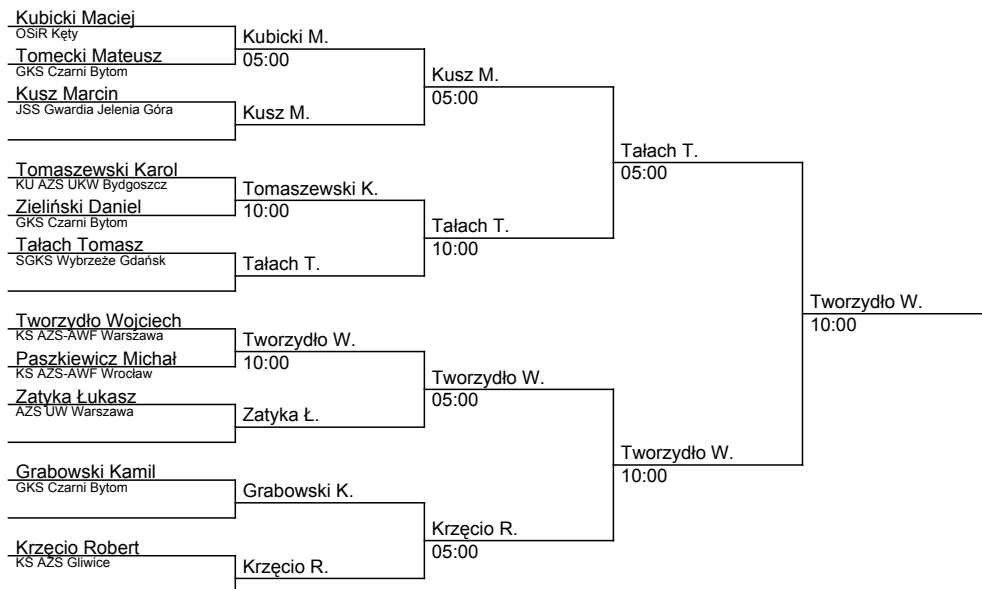 Kubicki Maciej
OSiR Kęty
Tomecki Mateusz
GKS Czarni Bytom
Kusz Marcin
JSS Gwardia Jelenia Góra
Tomaszewski Karol
KU AZS UKW Bydgoszcz
Zieliński Daniel
GKS Czarni Bytom
Tałach Tomasz
SGKS Wybrzeże Gdańsk
Tworzydło Wojciech
KS AZS-AWF Warszawa
Paszkiewicz Michał
KS AZS-AWF Wrocław
Zatyka Łukasz
AZS UW Warszawa
Grabowski Kamil
GKS Czarni Bytom
Krzęcio Robert
KS AZS Gliwice
Kubicki M.
05:00
Kusz M.
Tomaszewski K.
10:00
Tałach T.
Tworzydło W.
10:00
Zatyka Ł.
Grabowski K.
Krzęcio R.
Kusz M.
05:00
Tałach T.
10:00
Tworzydło W.
05:00
Krzęcio R.
05:00
Tałach T.
05:00
Tworzydło W.
10:00
Tworzydło W.
10:00